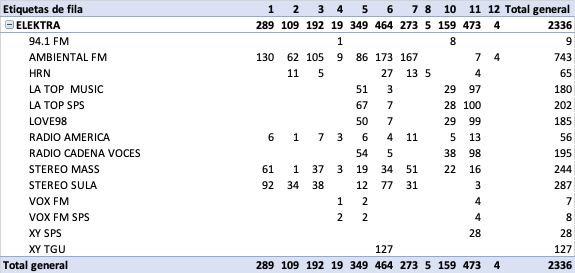 Etiquetas de fila 1 2 3 4 5 6 7 8 10 11 12 Total general
ELEKTRA 289 109 192 19 349 464 273 5 159 473 4 2336
94.1 FM 1 8 9
AMBIENTAL FM 130 62 105 9 86 173 167 7 4 743
HRN 11 5 27 13 5 4 65
LA TOP MUSIC 51 3 29 97 180
LA TOP SPS 67 7 28 100 202
LOVE98 50 7 29 99 185
RADIO AMERICA 6 1 7 3 6 4 11 5 13 56
RADIO CADENA VOCES 54 5 38 98 195
STEREO MASS 61 1 37 3 19 34 51 22 16 244
STEREO SULA 92 34 38 12 77 31 3 287
VOX FM 1 2 4 7
VOX FM SPS 2 2 4 8
XY SPS 28 28
XY TGU 127 127
Total general 289 109 192 19 349 464 273 5 159 473 4 2336